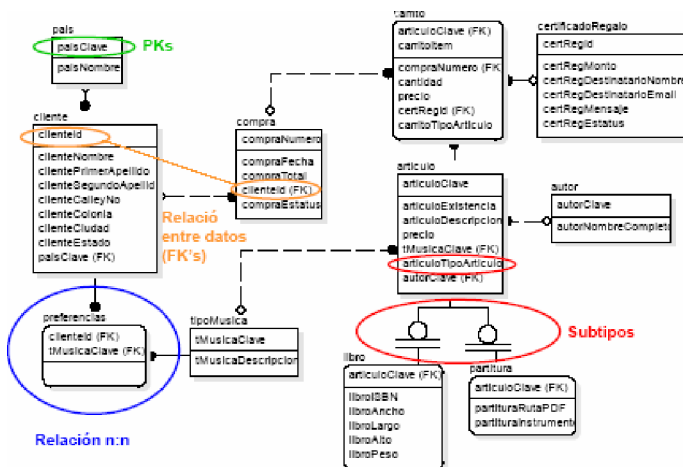 pais
paisClave
paisNombre
PKs
cliente
clienteId
clienteNombre
clientePrimerApellido
clienteSegundoApellid
clienteCalleyNo
clienteColonia
clienteCiudad
clienteEstado
paisClave (FK)
compra
compraNumero
compraFecha
compraTotal
clienteId (FK)
compraEstatus
Relació
entre datos
(FK's)
carrito
articuloClave (FK)
carritoItem
compraNumero (FK
cantidad
precio
certRegId (FK)
carritoTipoArticulo
certificadoRegalo
certRegId
certRegMonto
certRegDestinatarioNombre
certRegDestinatarioEmail
certRegMensaje
certRegEstatus
articulo
articuloClave
articuloExistencia
articuloDescripcion
precio
tMusicaClave (FK)
articuloTipoArticulo
autorClave (FK)
autor
autorClave
autorNombreCompleto
preferencias
clienteId (FK)
tMusicaClave (FK)
Relación n:n
tipoMusica
tMusicaClave
tMusicaDescripcion
Subtipos
libro
articuloClave (FK)
libroISBN
libroAncho
libroLargo
libroAlto
libroPeso
partitura
articuloClave (FK)
partituraRutaPDF
partituraInstrumento